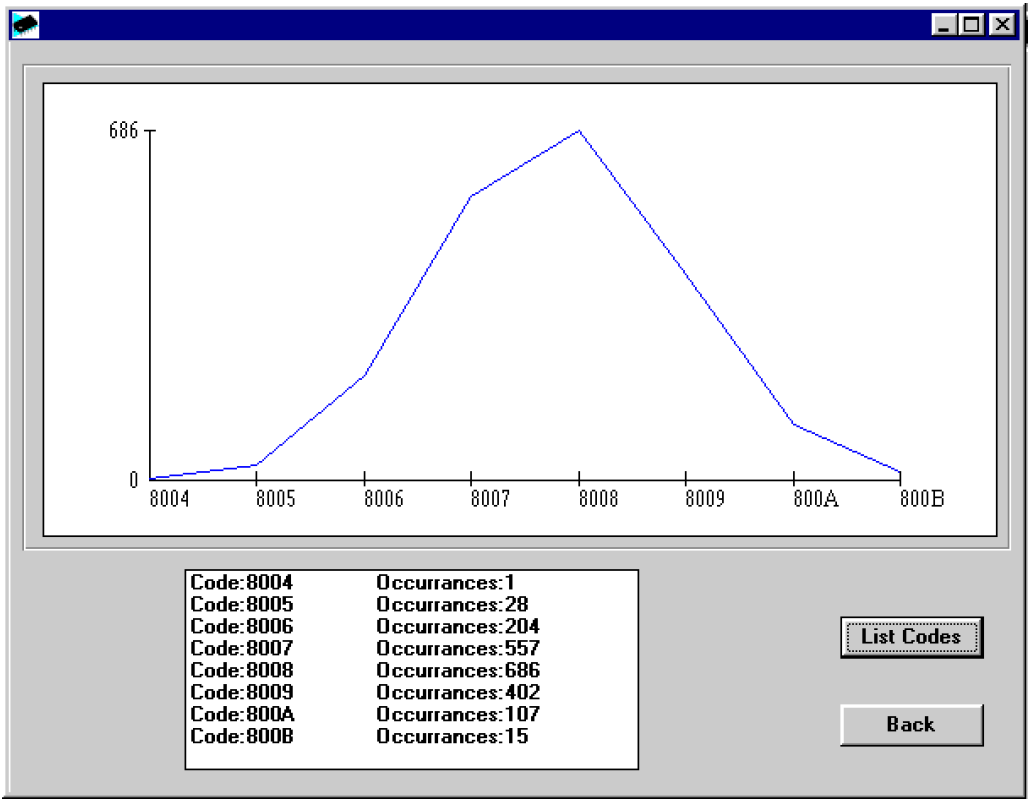 686
0
8004 8005 8006 8007 8008 8009 800A 800B
Code:8004 Occurrances:1
Code:8005 Occurrances:28
Code:8006 Occurrances:204
Code:8007 Occurrances:557
Code:8008 Occurrances:686
Code:8009 Occurrances:402
Code:800A Occurrances:107
Code:800B Occurrances:15
List Codes
Back